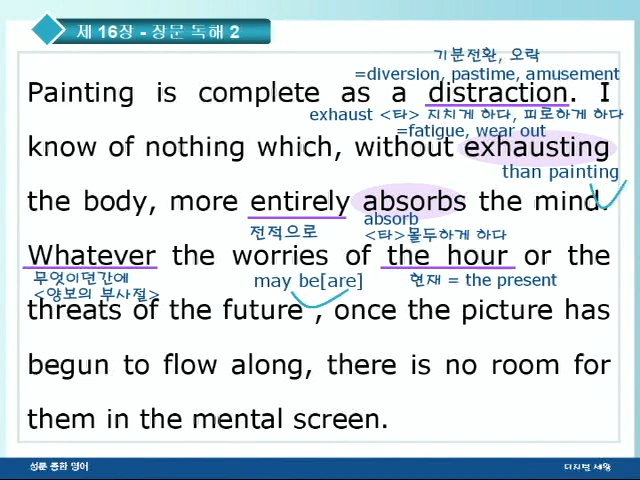 제 16장 - 장문 독해 2
기분전환, 오락
=diversion, pastime, amusement
Painting is complete as a distraction. I
exhaust <타> 지치게 하다, 피로하게 하다
=fatigue, wear out
know of nothing which, without exhausting
than painting
the body, more entirely absorbs the mind.
absorb
전적으로
<타>몰두하게 하다
Whatever the worries of the hour or the
무엇이던간에
<양보의 부사절>
may be[are]
현재 = the present
threats of the future , once the picture has
begun to flow along, there is no room for
them in the mental screen.
성문 종합 영어
디지털 세왕